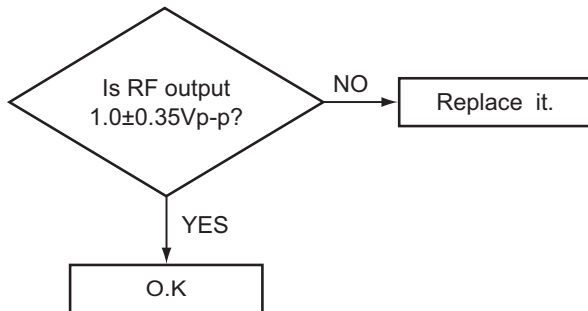 Is RF output
1.0±0.35Vp-p?
NO
Replace it.
YES
O.K